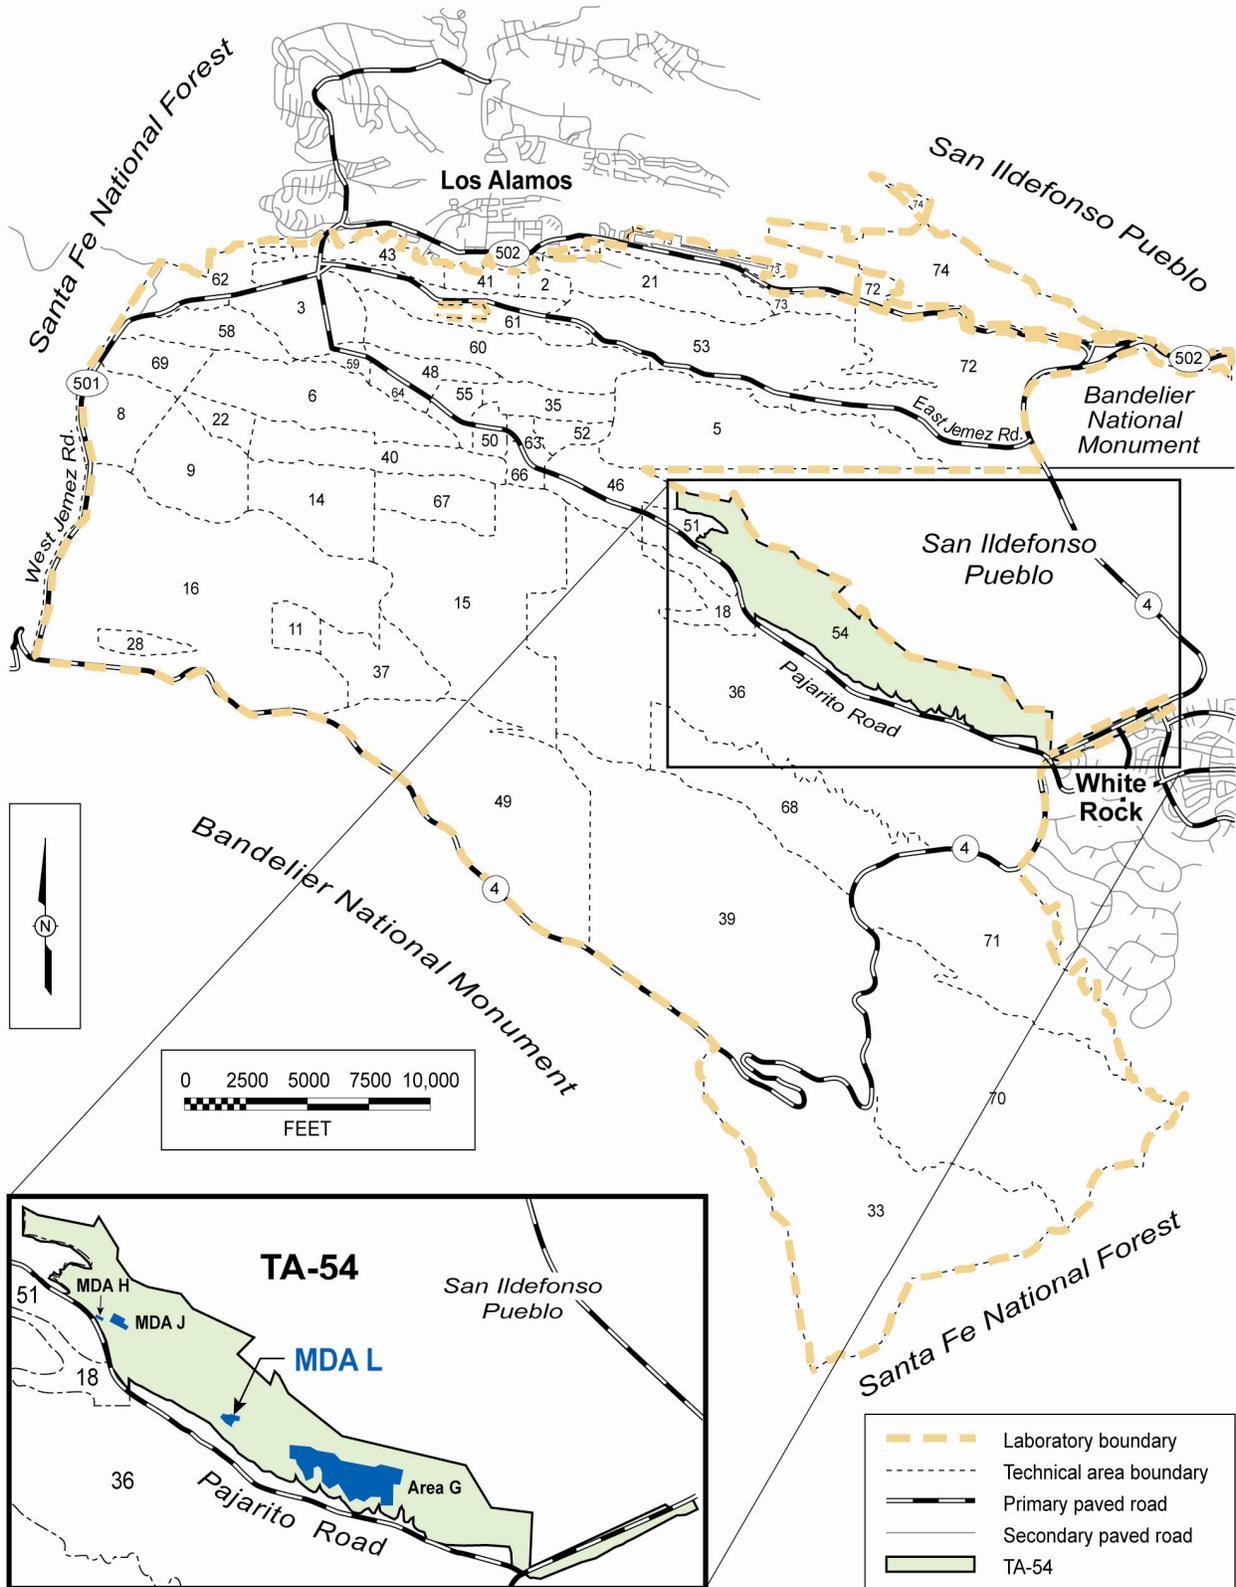 Santa Fe National Forest
Los Alamos
San Ildefonso Pueblo
74
502
43
62
41
2
21
73
72
74
73
3
61
58
53
60
72
502
69
59
48
501
6
64
55
35
East Jemez Rd.
Bandelier
National
Monument
8
22
50
63
52
5
40
66
9
46
14
67
West Jemez Rd.
51
San Ildefonso
Pueblo
16
15
18
4
11
54
28
37
36
Pajarito Road
White
Rock
49
68
Bandelier National Monument
4
4
39
71
N
0 2500 5000 7500 10,000
FEET
70
33
Santa Fe National Forest
TA-54
51
MDA H
MDA J
San Ildefonso
Pueblo
MDA L
18
Area G
36
Pajarito Road
Laboratory boundary
Technical area boundary
Primary paved road
Secondary paved road
TA-54